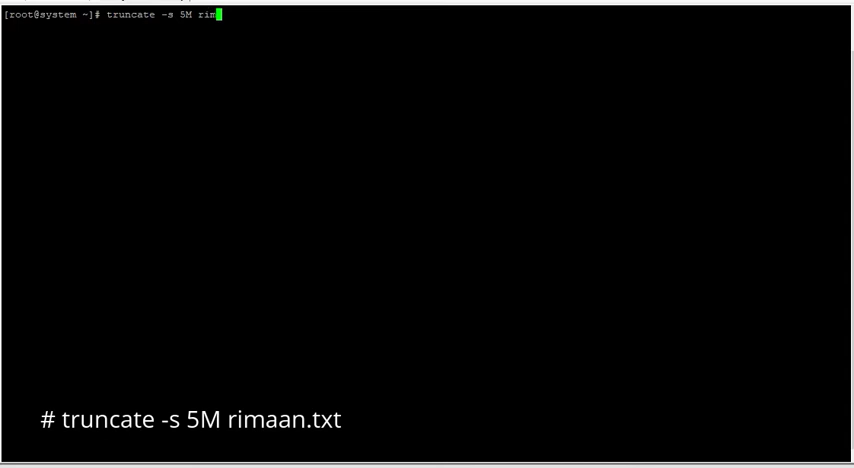 [root@system ~]# truncate -s 5M rim
# truncate -s 5M rimaan.txt